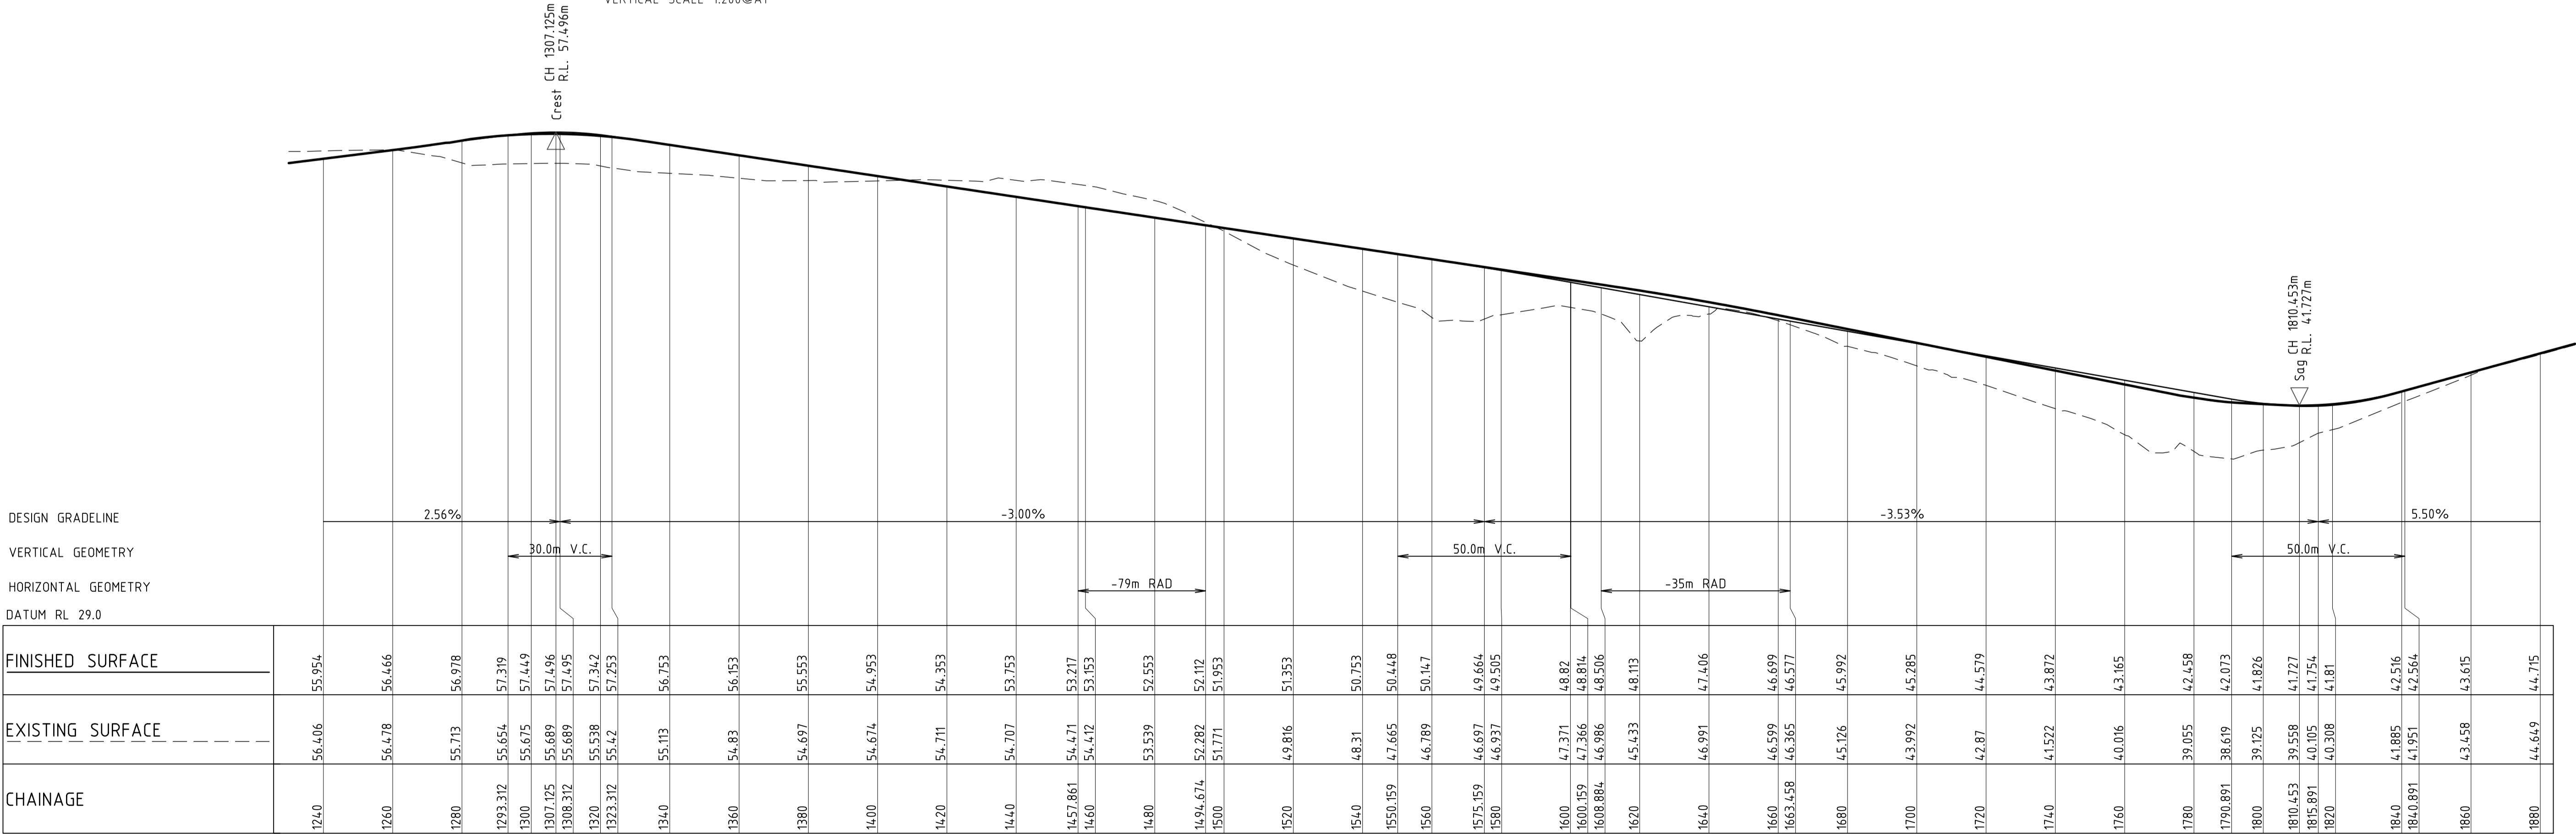 VERTICAL SCALE 1:200@A1
Crest CH 1307.125m
R.L. 57.496m
Sag CH 1810.453m
R.L. 41.727m
DESIGN GRADELINE 2.56% -3.00% -3.53% 5.50%
VERTICAL GEOMETRY 30.0m V.C. 50.0m V.C. 50.0m V.C.
HORIZONTAL GEOMETRY -79m RAD -35m RAD
DATUM RL 29.0
FINISHED SURFACE 55.954 56.466 56.978 57.319 57.449 57.496 57.495 57.342 57.253 56.753 56.153 55.553 54.953 54.353 53.753 53.217 53.153 52.553 52.112 51.953 51.353 50.753 50.448 50.147 49.664 49.505 48.82 48.814 48.506 48.113 47.406 46.699 46.577 45.992 45.285 44.579 43.872 43.165 42.458 42.073 41.826 41.727 41.754 41.81 42.516 42.564 43.615 44.715
EXISTING SURFACE 56.406 56.478 55.713 55.654 55.675 55.689 55.689 55.538 55.42 55.113 54.83 54.697 54.674 54.711 54.707 54.471 54.412 53.539 52.282 51.771 49.816 48.31 47.665 46.789 46.697 46.937 47.371 47.366 46.986 45.433 46.991 46.599 46.365 45.126 43.992 42.87 41.522 40.016 39.055 38.619 39.125 39.558 40.105 40.308 41.885 41.951 43.458 44.649
CHAINAGE 1240 1260 1280 1293.312 1300 1307.125 1308.312 1320 1323.312 1340 1360 1380 1400 1420 1440 1457.861 1460 1480 1494.674 1500 1520 1540 1550.159 1560 1575.159 1580 1600 1600.159 1608.884 1620 1640 1660 1663.458 1680 1700 1720 1740 1760 1780 1790.891 1800 1810.453 1815.891 1820 1840 1840.891 1860 1880